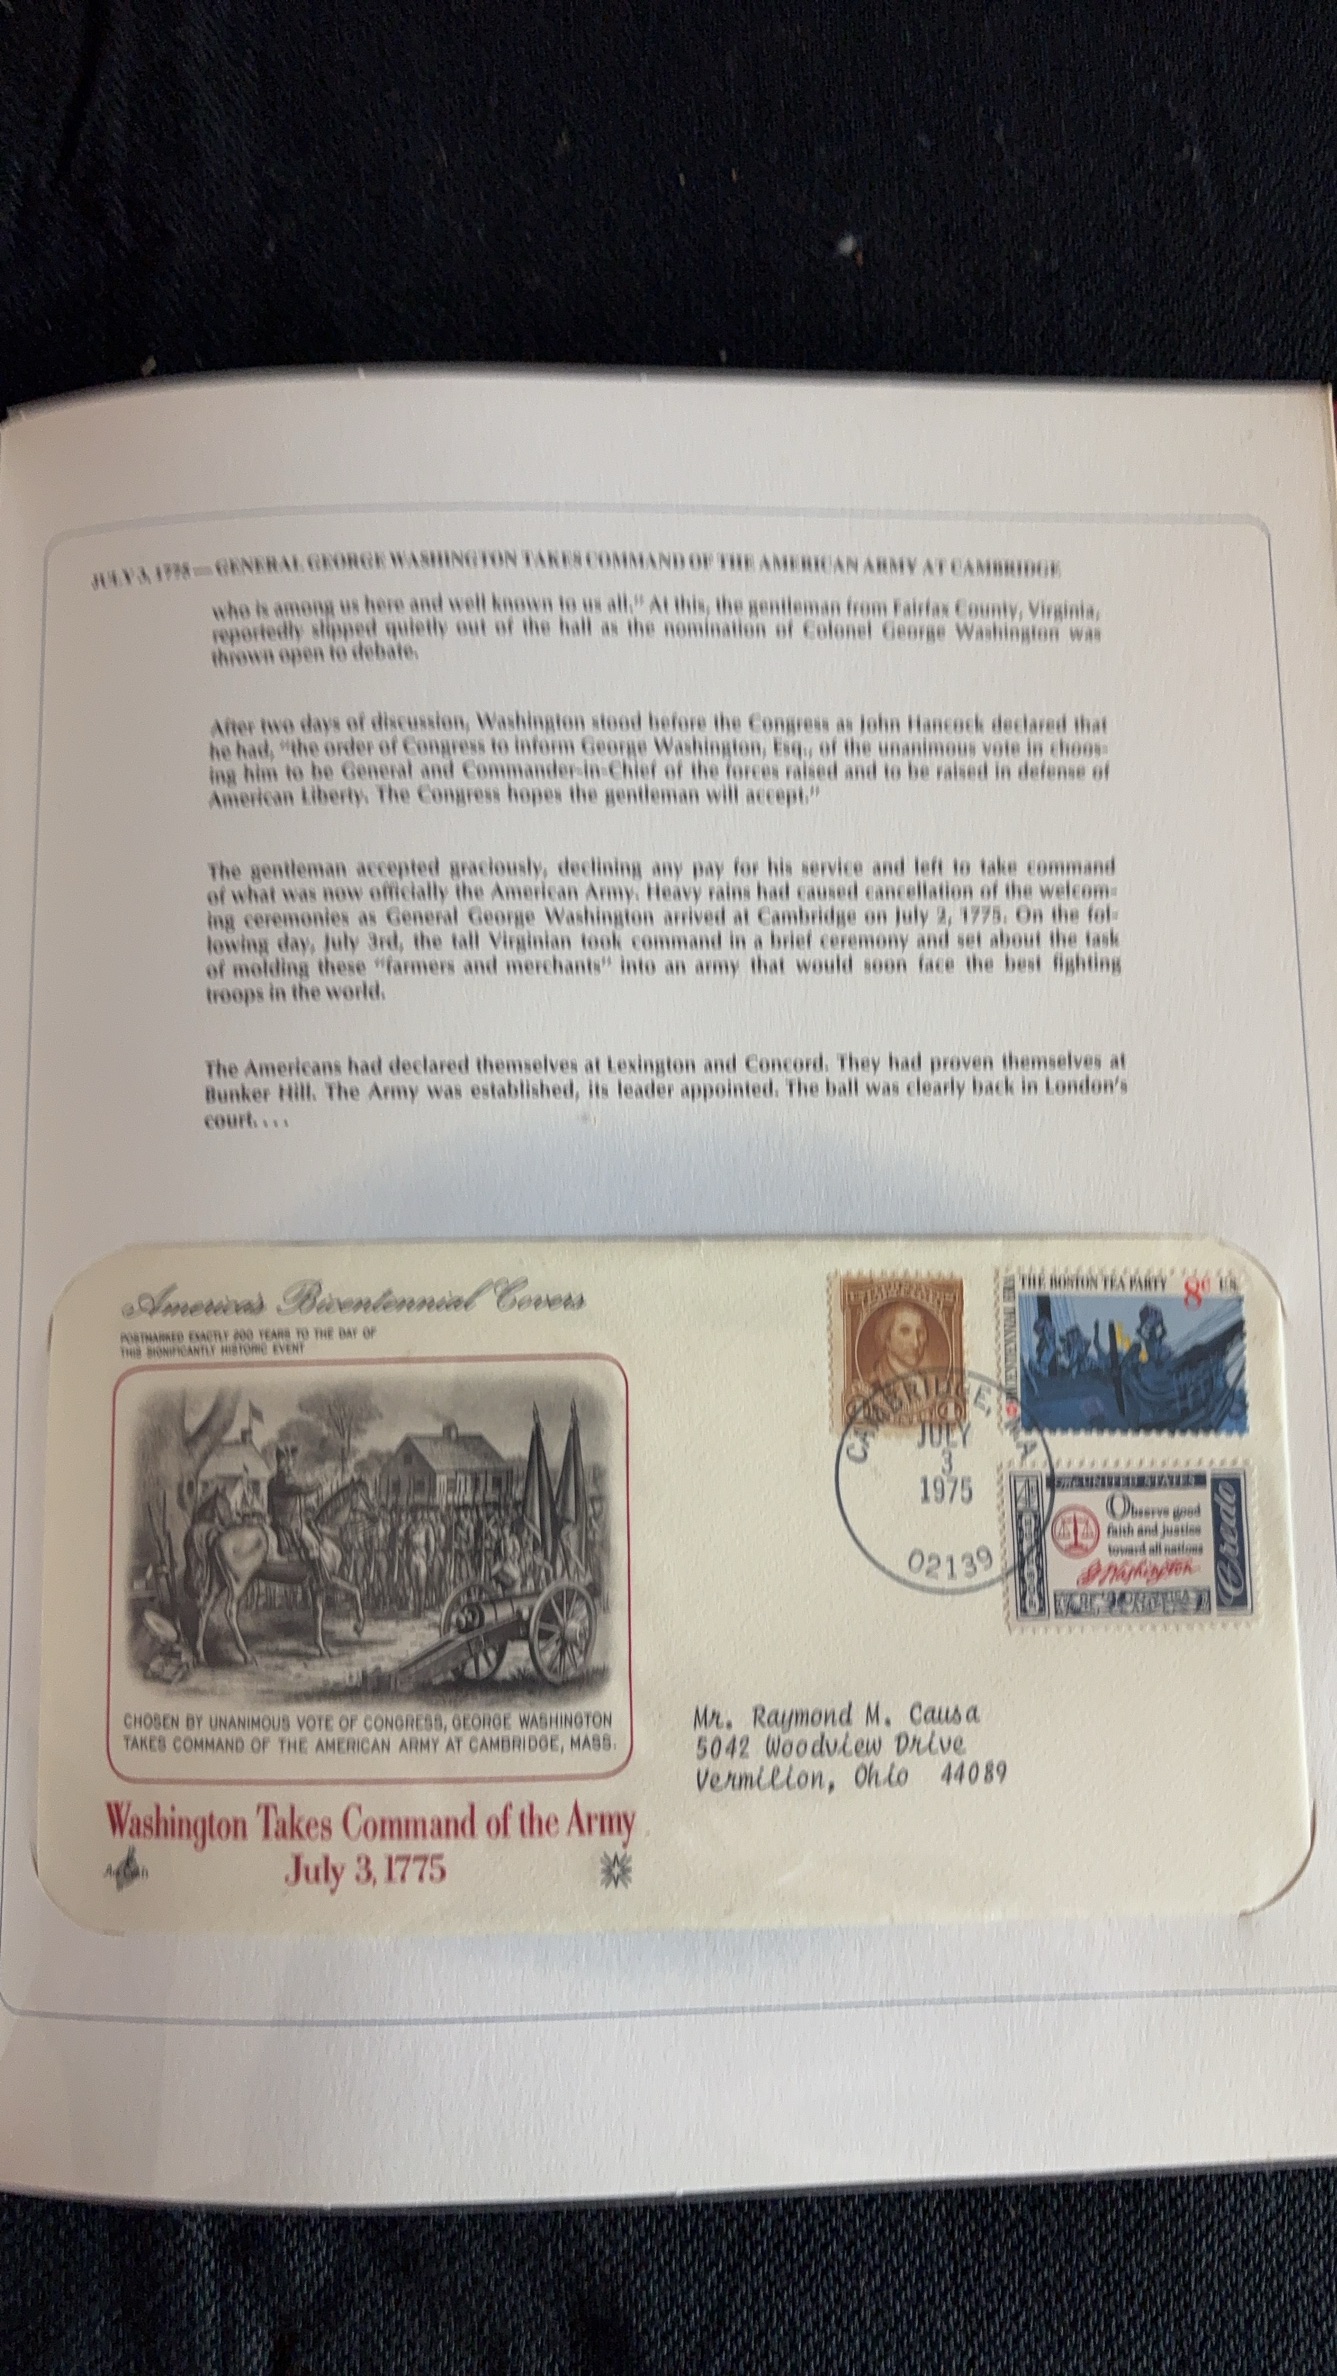 JULY 3, 1775 — GENERAL GEORGE WASHINGTON TAKES COMMAND OF THE AMERICAN ARMY AT CAMBRIDGE
who is among us here and well known to us all." At this, the gentleman from Fairfax County, Virginia,
reportedly slipped quietly out of the hall as the nomination of Colonel George Washington was
thrown open to debate.
After two days of discussion, Washington stood before the Congress as John Hancock declared that
he had, "the order of Congress to inform George Washington, Esq., of the unanimous vote in choos-
ing him to be General and Commander-in-Chief of the forces raised and to be raised in defense of
American Liberty. The Congress hopes the gentleman will accept."
The gentleman accepted graciously, declining any pay for his service and left to take command
of what was now officially the American Army. Heavy rains had caused cancellation of the welcom-
ing ceremonies as General George Washington arrived at Cambridge on July 2, 1775. On the fol-
lowing day, July 3rd, the tall Virginian took command in a brief ceremony and set about the task
of molding these "farmers and merchants" into an army that would soon face the best fighting
troops in the world.
The Americans had declared themselves at Lexington and Concord. They had proven themselves at
Bunker Hill. The Army was established, its leader appointed. The ball was clearly back in London's
court. . . .
America's Bicentennial Covers
POSTMARKED EXACTLY 200 YEARS TO THE DAY OF
THIS SIGNIFICANTLY HISTORIC EVENT
THE BOSTON TEA PARTY 8c U.S.
CAMBRIDGE, MA
JULY
3
1975
02139
THE UNITED STATES
Observe good
faith and justice
toward all nations
G Washington
Credo
CHOSEN BY UNANIMOUS VOTE OF CONGRESS, GEORGE WASHINGTON
TAKES COMMAND OF THE AMERICAN ARMY AT CAMBRIDGE, MASS.
Washington Takes Command of the Army
July 3, 1775
Mr. Raymond M. Causa
5042 Woodview Drive
Vermilion, Ohio 44089